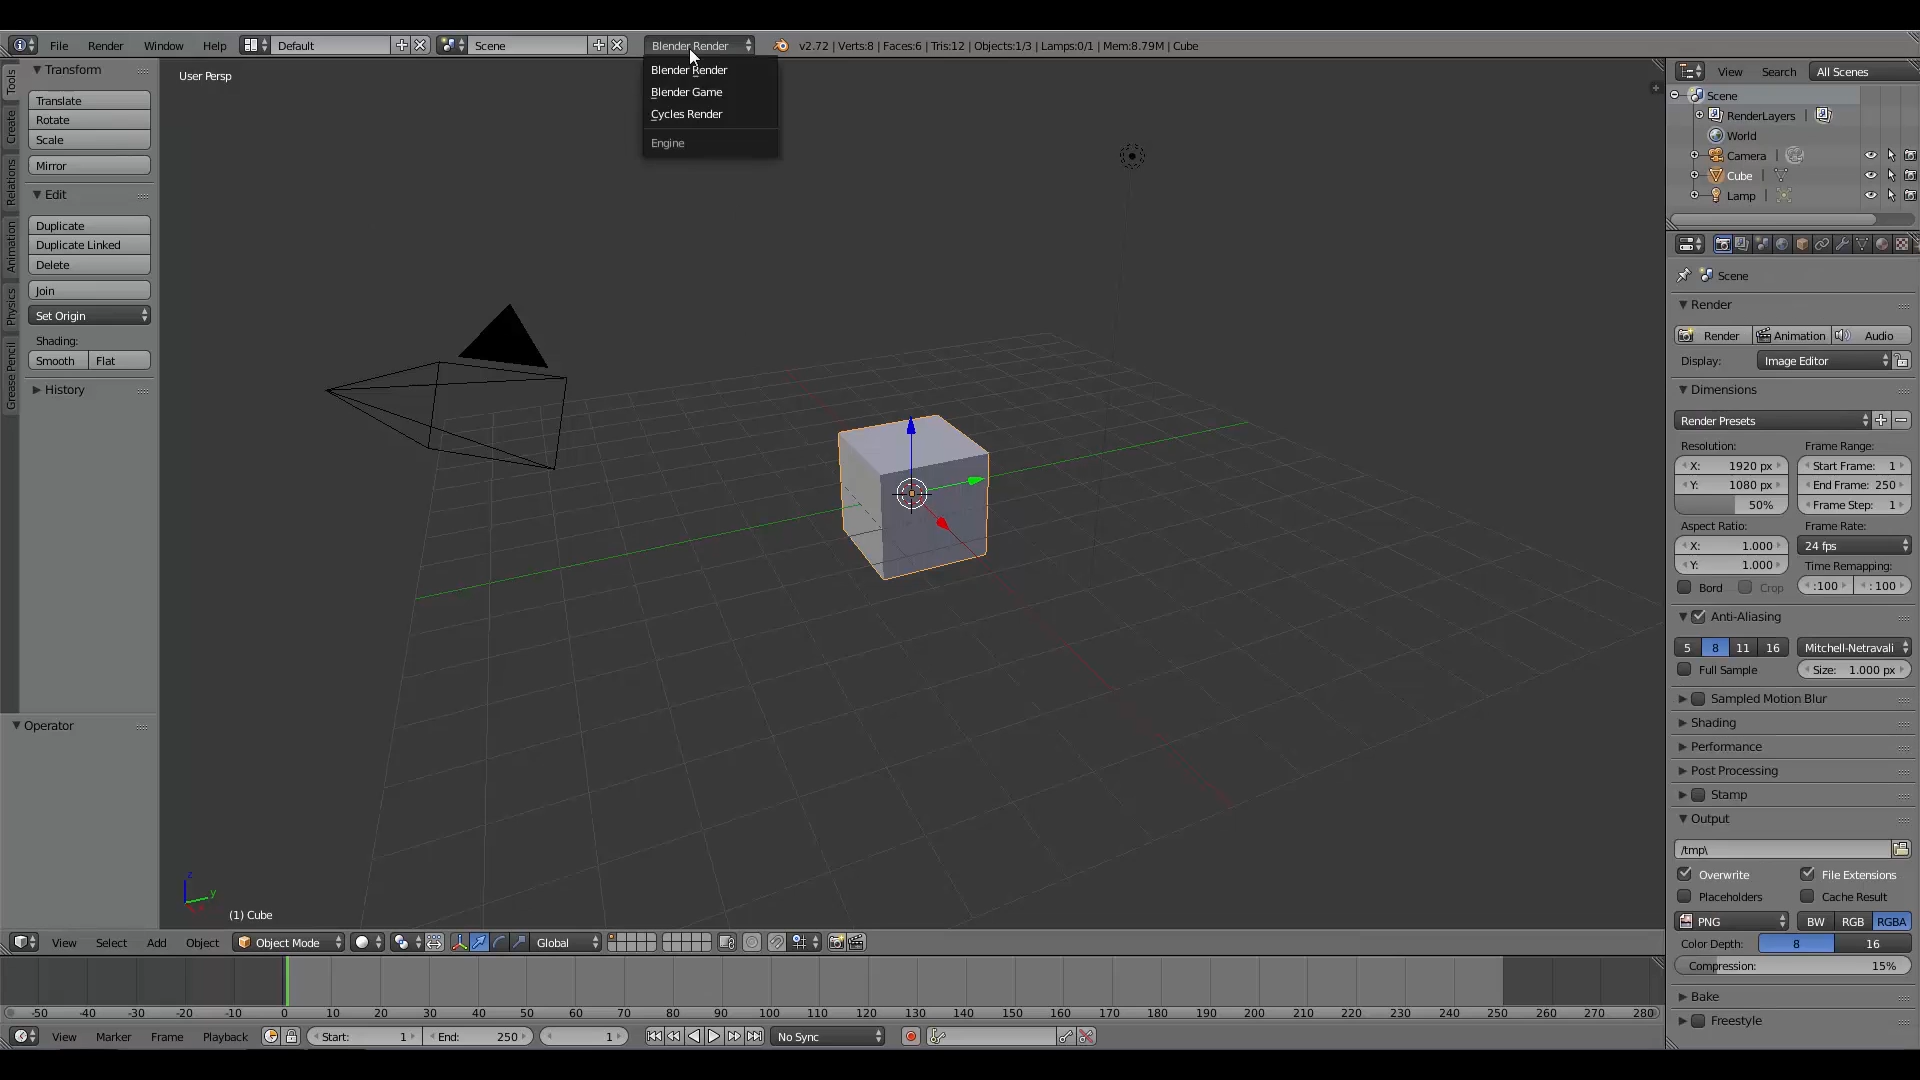 File Render Window Help Default Scene Blender Render v2.72 | Verts:8 | Faces:6 | Tris:12 | Objects:1/3 | Lamps:0/1 | Mem:8.79M | Cube
Blender Render
Blender Game
Cycles Render
Engine
User Persp
Tools
Create
Relations
Animation
Physics
Grease Pencil
Transform
Translate
Rotate
Scale
Mirror
Edit
Duplicate
Duplicate Linked
Delete
Join
Set Origin
Shading:
Smooth Flat
History
Operator
z
y
(1) Cube
View Search All Scenes
Scene
RenderLayers |
World
Camera |
Cube |
Lamp |
Scene
Render
Render Animation Audio
Display: Image Editor
Dimensions
Render Presets
Resolution: Frame Range:
X: 1920 px Start Frame: 1
Y: 1080 px End Frame: 250
50% Frame Step: 1
Aspect Ratio: Frame Rate:
X: 1.000 24 fps
Y: 1.000 Time Remapping:
Bord Crop :100 : 100
Anti-Aliasing
5 8 11 16 Mitchell-Netravali
Full Sample Size: 1.000 px
Sampled Motion Blur
Shading
Performance
Post Processing
Stamp
Output
/tmp\
Overwrite File Extensions
Placeholders Cache Result
PNG BW RGB RGBA
Color Depth: 8 16
Compression: 15%
Bake
Freestyle
View Select Add Object Object Mode Global
-50 -40 -30 -20 -10 0 10 20 30 40 50 60 70 80 90 100 110 120 130 140 150 160 170 180 190 200 210 220 230 240 250 260 270 280
View Marker Frame Playback Start: 1 End: 250 1 No Sync